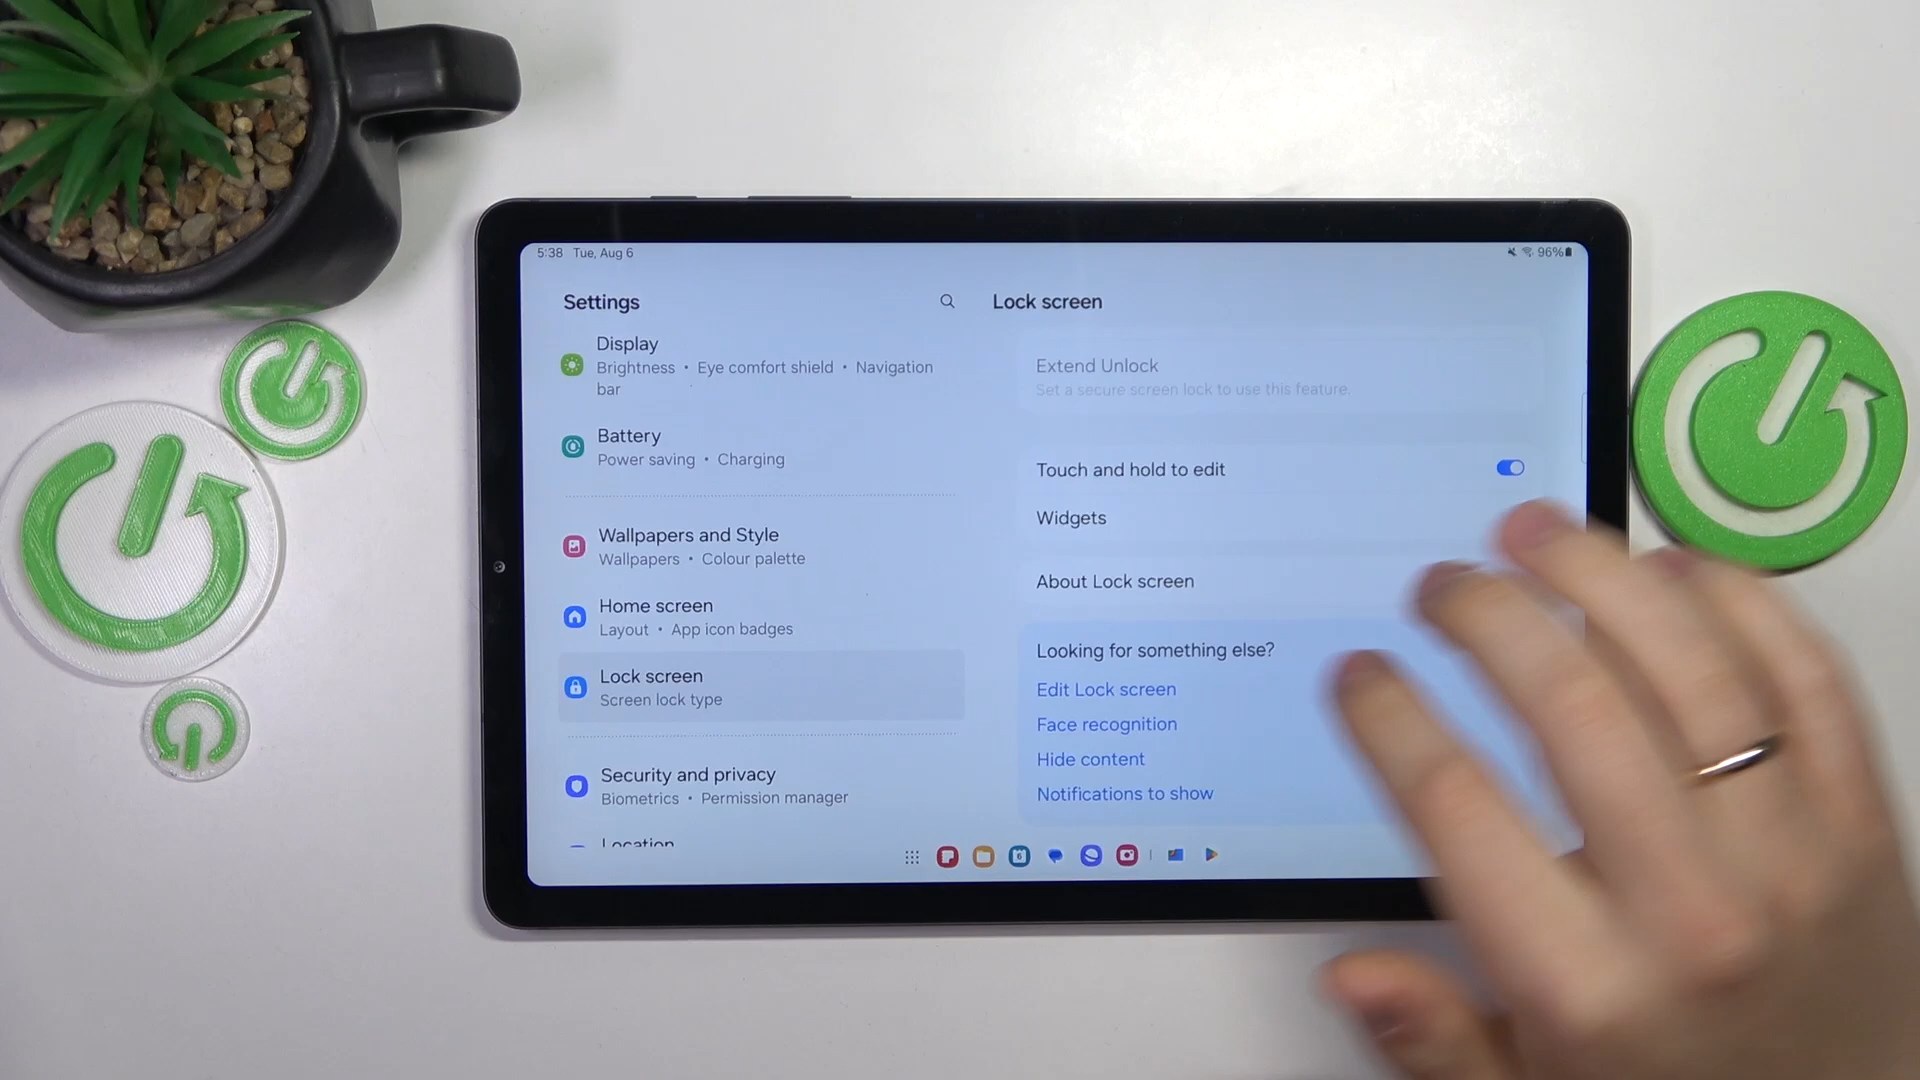 5:38 Tue, Aug 6
96%
Settings
Display
Brightness • Eye comfort shield • Navigation
bar
Battery
Power saving • Charging
Wallpapers and Style
Wallpapers • Colour palette
Home screen
Layout • App icon badges
Lock screen
Screen lock type
Security and privacy
Biometrics • Permission manager
Location
Lock screen
Extend Unlock
Set a secure screen lock to use this feature.
Touch and hold to edit
Widgets
About Lock screen
Looking for something else?
Edit Lock screen
Face recognition
Hide content
Notifications to show
6